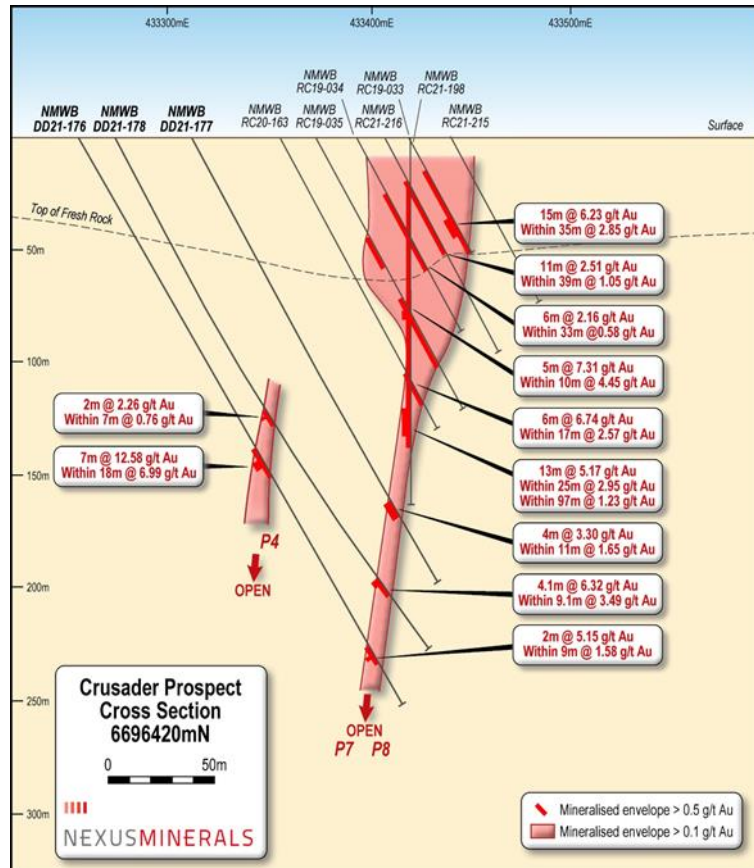 433300mE
433400mE
433500mE
NMWB
RC19-034
NMWB
RC19-033
NMWB
RC21-198
NMWB
DD21-176
NMWB
DD21-178
NMWB
DD21-177
NMWB
RC20-163
NMWB
RC19-035
NMWB
RC21-216
NMWB
RC21-215
Surface
Top of Fresh Rock
50m
100m
150m
200m
250m
300m
15m @ 6.23 g/t Au
Within 35m @ 2.85 g/t Au
11m @ 2.51 g/t Au
Within 39m @ 1.05 g/t Au
6m @ 2.16 g/t Au
Within 33m @0.58 g/t Au
5m @ 7.31 g/t Au
Within 10m @ 4.45 g/t Au
6m @ 6.74 g/t Au
Within 17m @ 2.57 g/t Au
13m @ 5.17 g/t Au
Within 25m @ 2.95 g/t Au
Within 97m @ 1.23 g/t Au
4m @ 3.30 g/t Au
Within 11m @ 1.65 g/t Au
4.1m @ 6.32 g/t Au
Within 9.1m @ 3.49 g/t Au
2m @ 5.15 g/t Au
Within 9m @ 1.58 g/t Au
2m @ 2.26 g/t Au
Within 7m @ 0.76 g/t Au
7m @ 12.58 g/t Au
Within 18m @ 6.99 g/t Au
P4
OPEN
OPEN
P7 P8
Crusader Prospect
Cross Section
6696420mN
0 50m
NEXUSMINERALS
Mineralised envelope > 0.5 g/t Au
Mineralised envelope > 0.1 g/t Au